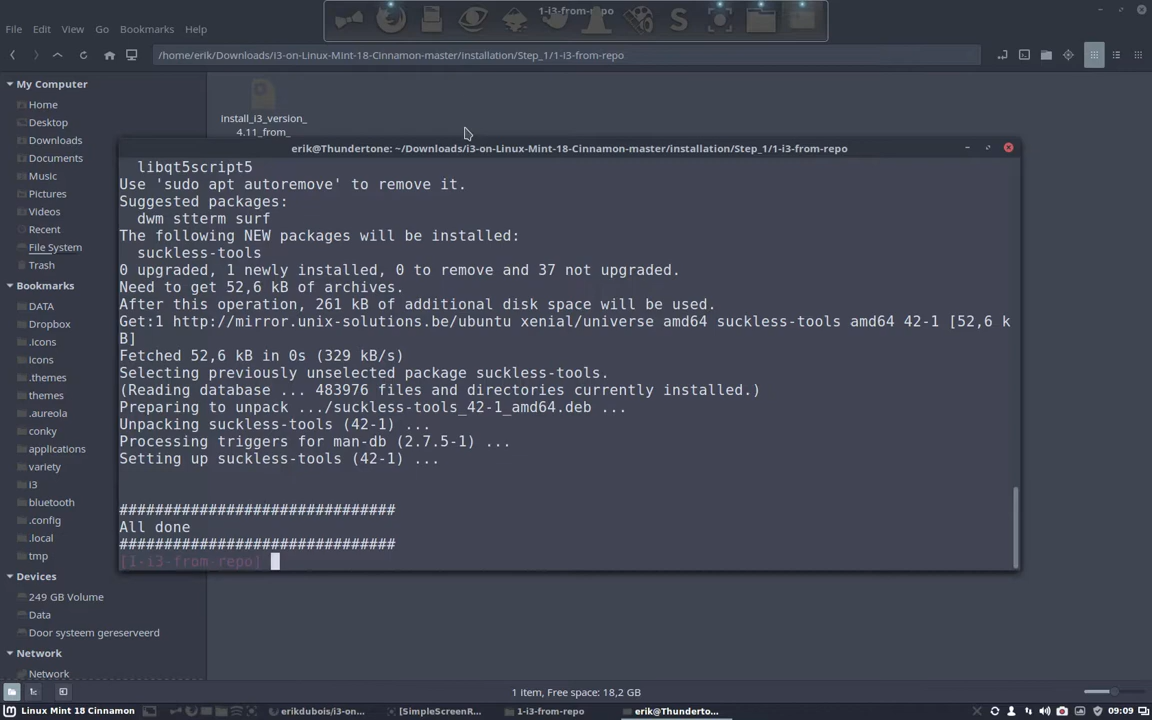 1-i3-from-repo
File Edit View Go Bookmarks Help
/home/erik/Downloads/i3-on-Linux-Mint-18-Cinnamon-master/installation/Step_1/1-i3-from-repo
My Computer
Home
Desktop
Downloads
Documents
Music
Pictures
Videos
Recent
File System
Trash
Bookmarks
DATA
Dropbox
.icons
icons
.themes
themes
.aureola
conky
applications
variety
i3
bluetooth
.config
.local
tmp
Devices
249 GB Volume
Data
Door systeem gereserveerd
Network
Network
install_i3_version_
4.11_from_
erik@Thundertone: ~/Downloads/i3-on-Linux-Mint-18-Cinnamon-master/installation/Step_1/1-i3-from-repo
libqt5script5
Use 'sudo apt autoremove' to remove it.
Suggested packages:
dwm stterm surf
The following NEW packages will be installed:
suckless-tools
0 upgraded, 1 newly installed, 0 to remove and 37 not upgraded.
Need to get 52,6 kB of archives.
After this operation, 261 kB of additional disk space will be used.
Get:1 http://mirror.unix-solutions.be/ubuntu xenial/universe amd64 suckless-tools amd64 42-1 [52,6 k
B]
Fetched 52,6 kB in 0s (329 kB/s)
Selecting previously unselected package suckless-tools.
(Reading database ... 483976 files and directories currently installed.)
Preparing to unpack .../suckless-tools_42-1_amd64.deb ...
Unpacking suckless-tools (42-1) ...
Processing triggers for man-db (2.7.5-1) ...
Setting up suckless-tools (42-1) ...
###############################
All done
###############################
[1-i3-from-repo]
1 item, Free space: 18,2 GB
Linux Mint 18 Cinnamon
erikdubois/i3-on...
[SimpleScreenR...
1-i3-from-repo
erik@Thunderto...
09:09